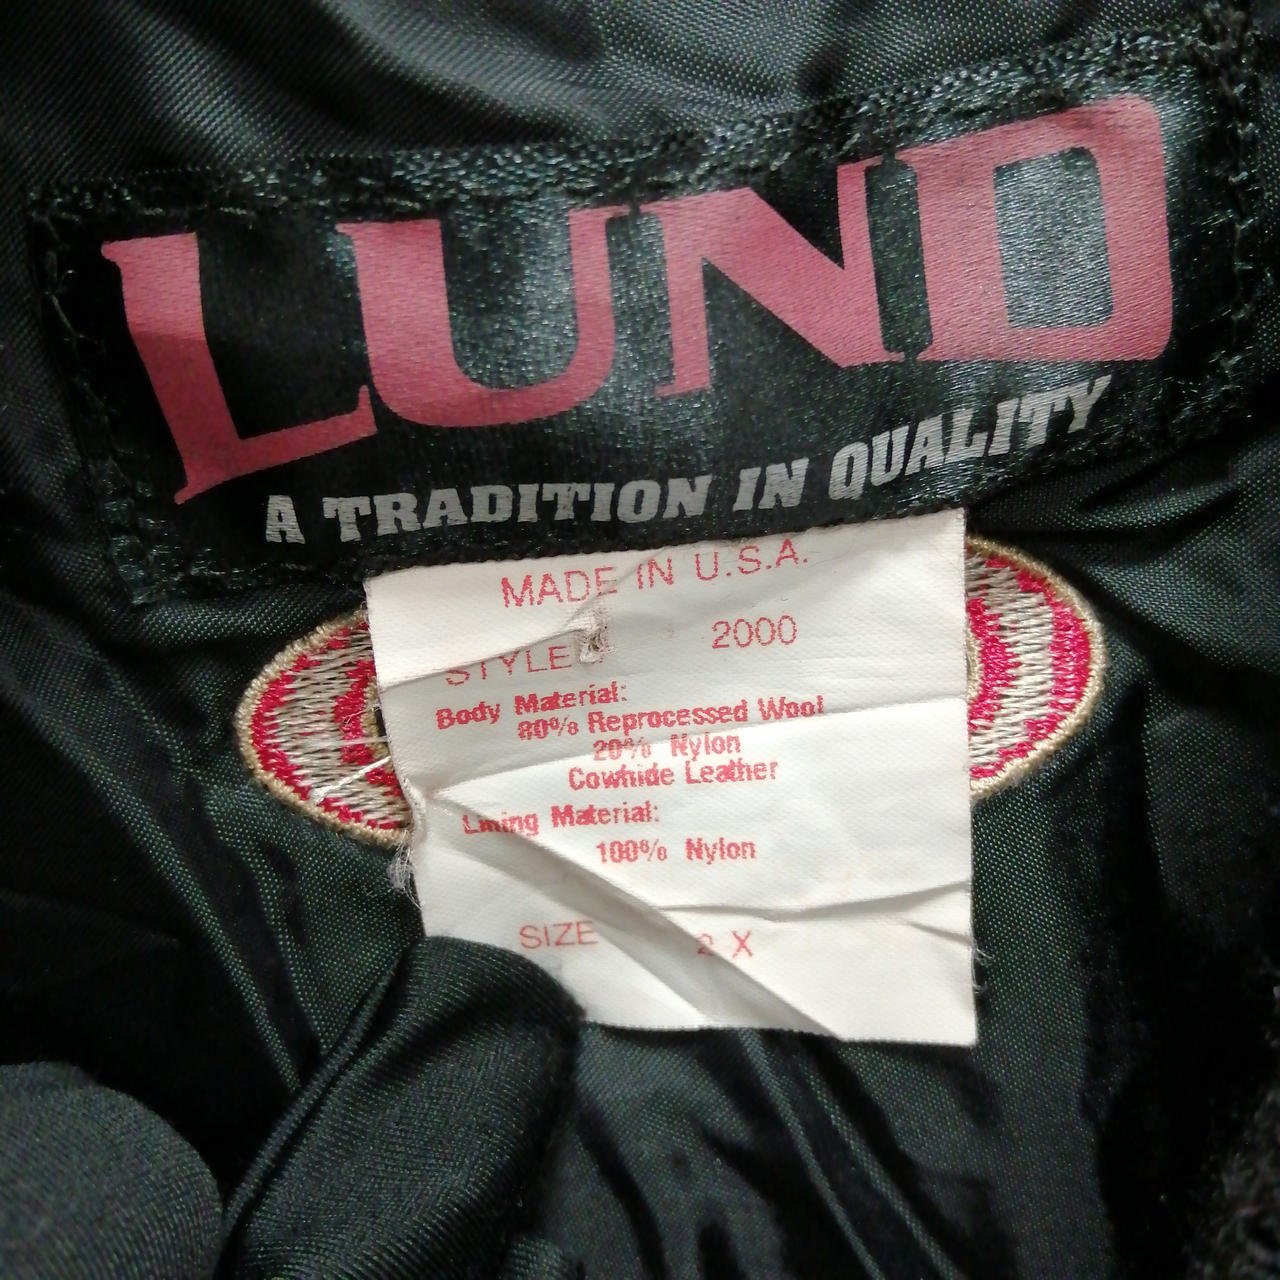 LUND
A TRADITION IN QUALITY
MADE IN U.S.A.
STYLE# 2000
Body Material:
80% Reprocessed Wool
20% Nylon
Cowhide Leather
Lining Material:
100% Nylon
SIZE 2 X